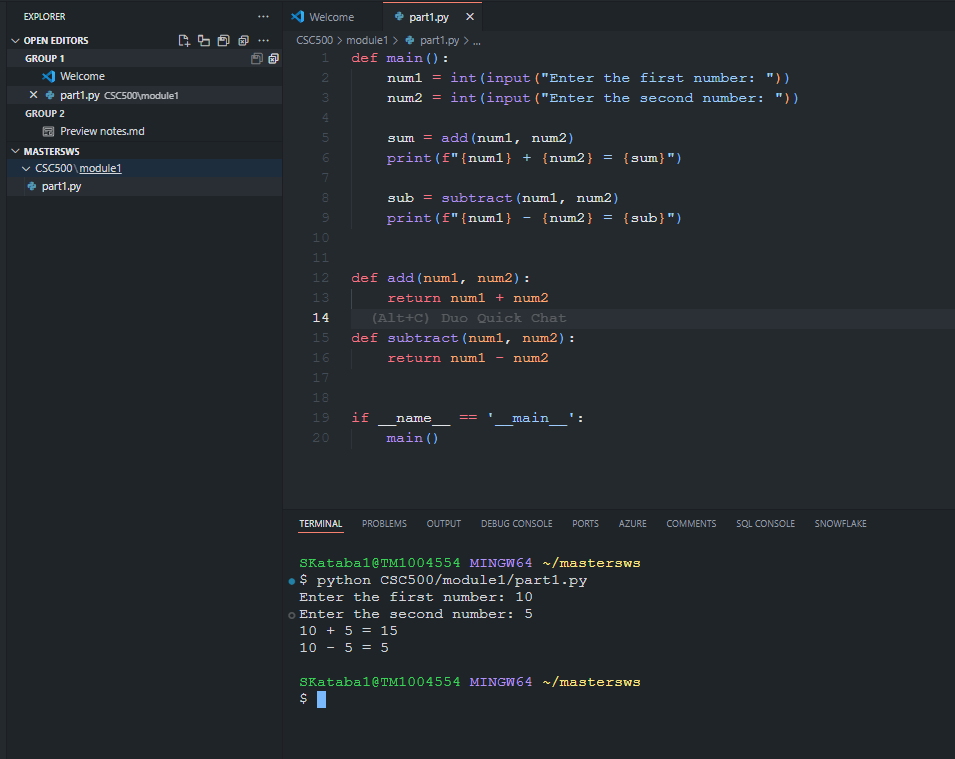 EXPLORER
OPEN EDITORS
GROUP 1
Welcome
part1.py CSC500\module1
GROUP 2
Preview notes.md
MASTERSWS
CSC500\module1
part1.py
Welcome
part1.py
CSC500 > module1 > part1.py > ...
1 def main():
2 num1 = int(input("Enter the first number: "))
3 num2 = int(input("Enter the second number: "))
4
5 sum = add(num1, num2)
6 print(f"{num1} + {num2} = {sum}")
7
8 sub = subtract(num1, num2)
9 print(f"{num1} - {num2} = {sub}")
10
11
12 def add(num1, num2):
13 return num1 + num2
14 (Alt+C) Duo Quick Chat
15 def subtract(num1, num2):
16 return num1 - num2
17
18
19 if __name__ == '__main__':
20 main()
TERMINAL PROBLEMS OUTPUT DEBUG CONSOLE PORTS AZURE COMMENTS SQL CONSOLE SNOWFLAKE
SKataba1@TM1004554 MINGW64 ~/mastersws
$ python CSC500/module1/part1.py
Enter the first number: 10
Enter the second number: 5
10 + 5 = 15
10 - 5 = 5
SKataba1@TM1004554 MINGW64 ~/mastersws
$